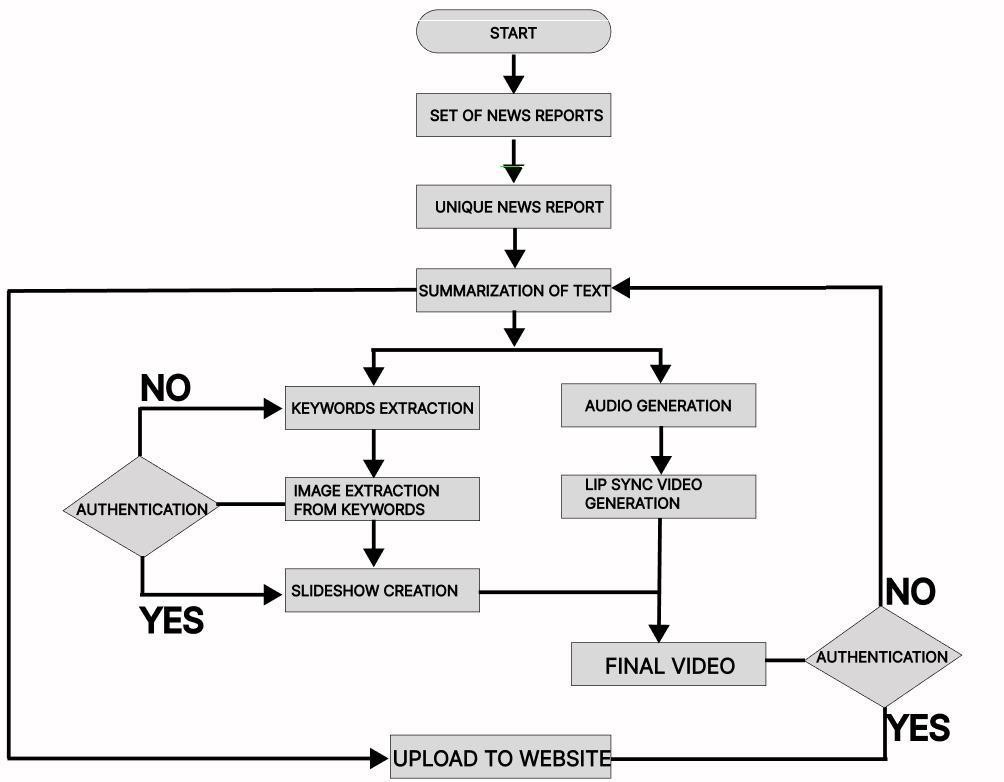 START
SET OF NEWS REPORTS
UNIQUE NEWS REPORT
SUMMARIZATION OF TEXT
NO
KEYWORDS EXTRACTION
AUDIO GENERATION
AUTHENTICATION
IMAGE EXTRACTION
FROM KEYWORDS
LIP SYNC VIDEO
GENERATION
YES
SLIDESHOW CREATION
NO
FINAL VIDEO
AUTHENTICATION
YES
UPLOAD TO WEBSITE